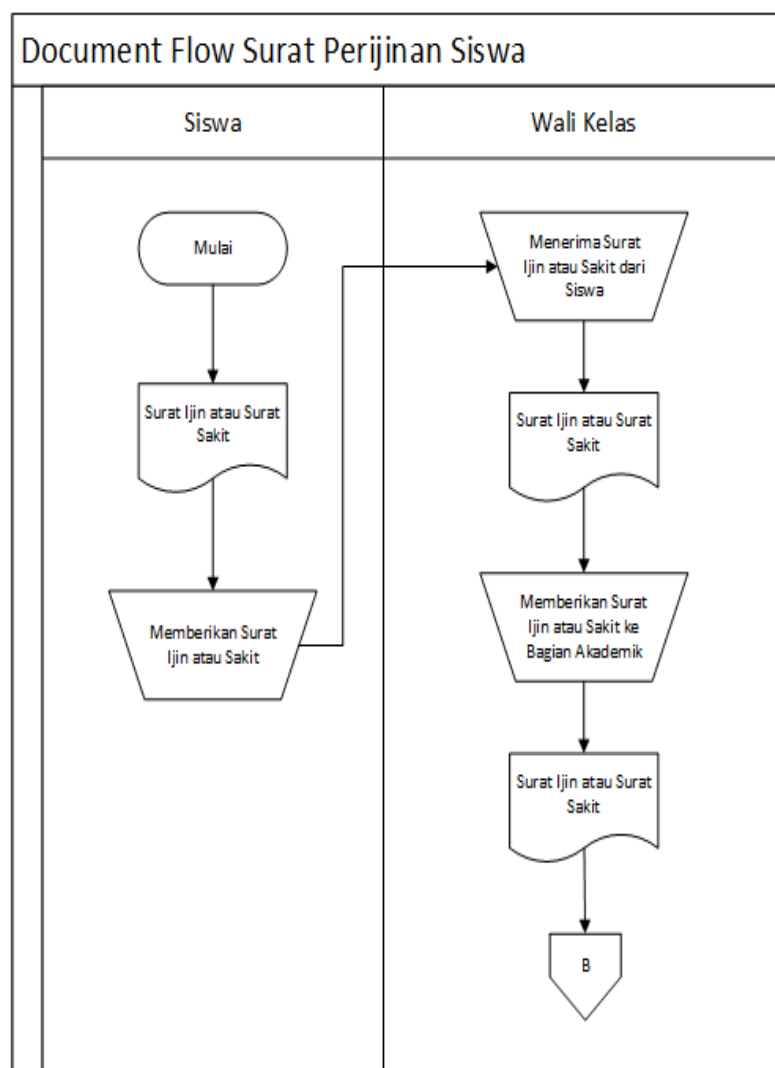 Document Flow Surat Perijinan Siswa
Siswa
Wali Kelas
Mulai
Surat Ijin atau Surat
Sakit
Memberikan Surat
Ijin atau Sakit
Menerima Surat
Ijin atau Sakit dari
Siswa
Surat Ijin atau Surat
Sakit
Memberikan Surat
Ijin atau Sakit ke
Bagian Akademik
Surat Ijin atau Surat
Sakit
B